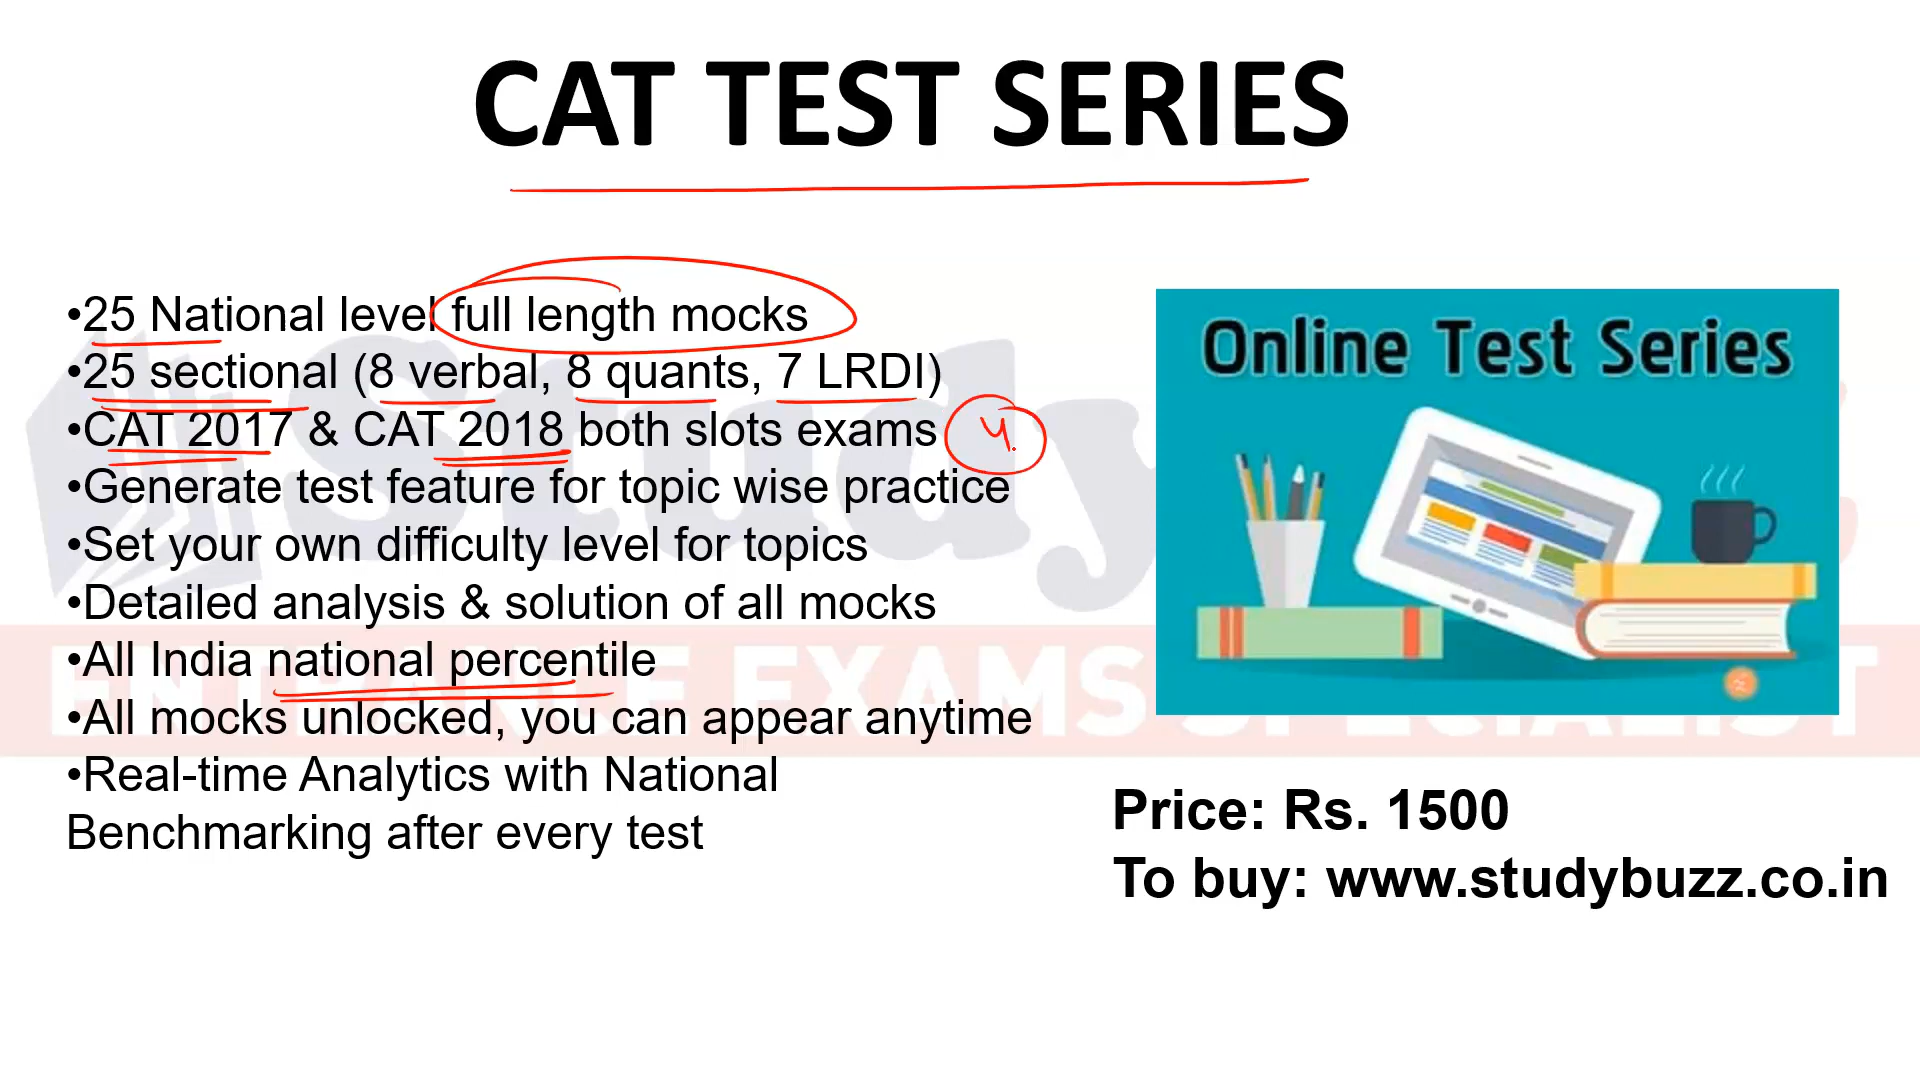 CAT TEST SERIES
•25 National level full length mocks
•25 sectional (8 verbal, 8 quants, 7 LRDI)
•CAT 2017 & CAT 2018 both slots exams 4.
•Generate test feature for topic wise practice
•Set your own difficulty level for topics
•Detailed analysis & solution of all mocks
•All India national percentile
•All mocks unlocked, you can appear anytime
•Real-time Analytics with National
Benchmarking after every test
Online Test Series
Price: Rs. 1500
To buy: www.studybuzz.co.in
Study
ENTRANCE EXAMS SPECIALIST